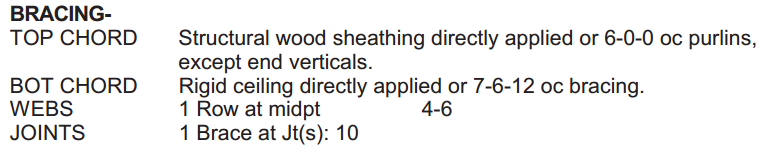 BRACING-
TOP CHORD Structural wood sheathing directly applied or 6-0-0 oc purlins,
except end verticals.
BOT CHORD Rigid ceiling directly applied or 7-6-12 oc bracing.
WEBS 1 Row at midpt 4-6
JOINTS 1 Brace at Jt(s): 10